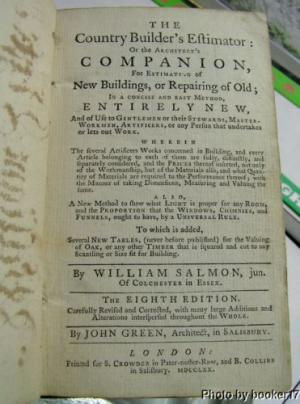 THE
Country Builder's Estimator:
Or the ARCHITECT'S
COMPANION,
For ESTIMATING of
New Buildings, or Repairing of Old;
In a CONCISE and EASY METHOD,
ENTIRELY NEW,
And of Use to GENTLEMEN or their STEWARDS, MASTER-
WORKMEN, ARTIFICERS, or any Person that undertakes
or lets out WORK.
WHEREIN
The several Artificers Works concerned in Building, and every
Article belonging to each of them are fully, distinctly, and
separately considered, and the PRICES thereof inserted, not only
of the Workmanship, but of the Materials also, and what Quan-
tity of Materials are required to the Performance thereof; with
the Manner of taking Dimensions, Measuring and Valuing the
same.
ALSO,
A New Method to shew what LIGHT is proper for any ROOM,
and the PROPORTION that the WINDOWS, CHIMNIES, and
FUNNELS, ought to have, by a UNIVERSAL RULE.
To which is added,
Several NEW TABLES, (never before published) for the Valuing
of OAK, or any other TIMBER that is squared and cut to any
Scantling or Size fit for Building.
By WILLIAM SALMON, jun.
Of COLCHESTER in ESSEX.
The EIGHTH EDITION.
Carefully Revised and Corrected, with many large Additions and
Alterations interspersed throughout the WHOLE.
By JOHN GREEN, Architect, in SALISBURY.
LONDON:
Printed for S. CROWDER in Pater-noster-Row, and B. COLLINS
in Salisbury. MDCCLXX.
Photo by booker17